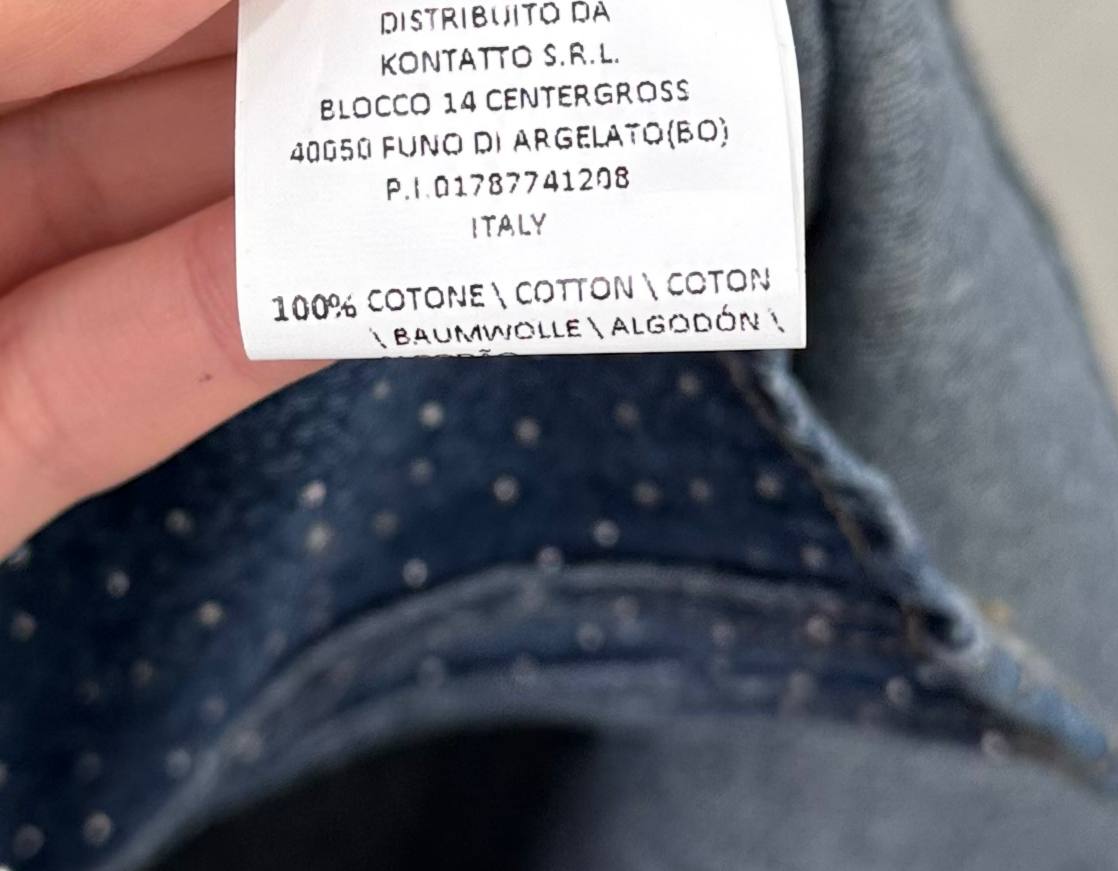 DISTRIBUITO DA
KONTATTO S.R.L.
BLOCCO 14 CENTERGROSS
40050 FUNO DI ARGELATO(BO)
P.I.01787741208
ITALY
100% COTONE \ COTTON \ COTON
\ BAUMWOLLE \ ALGODÓN \